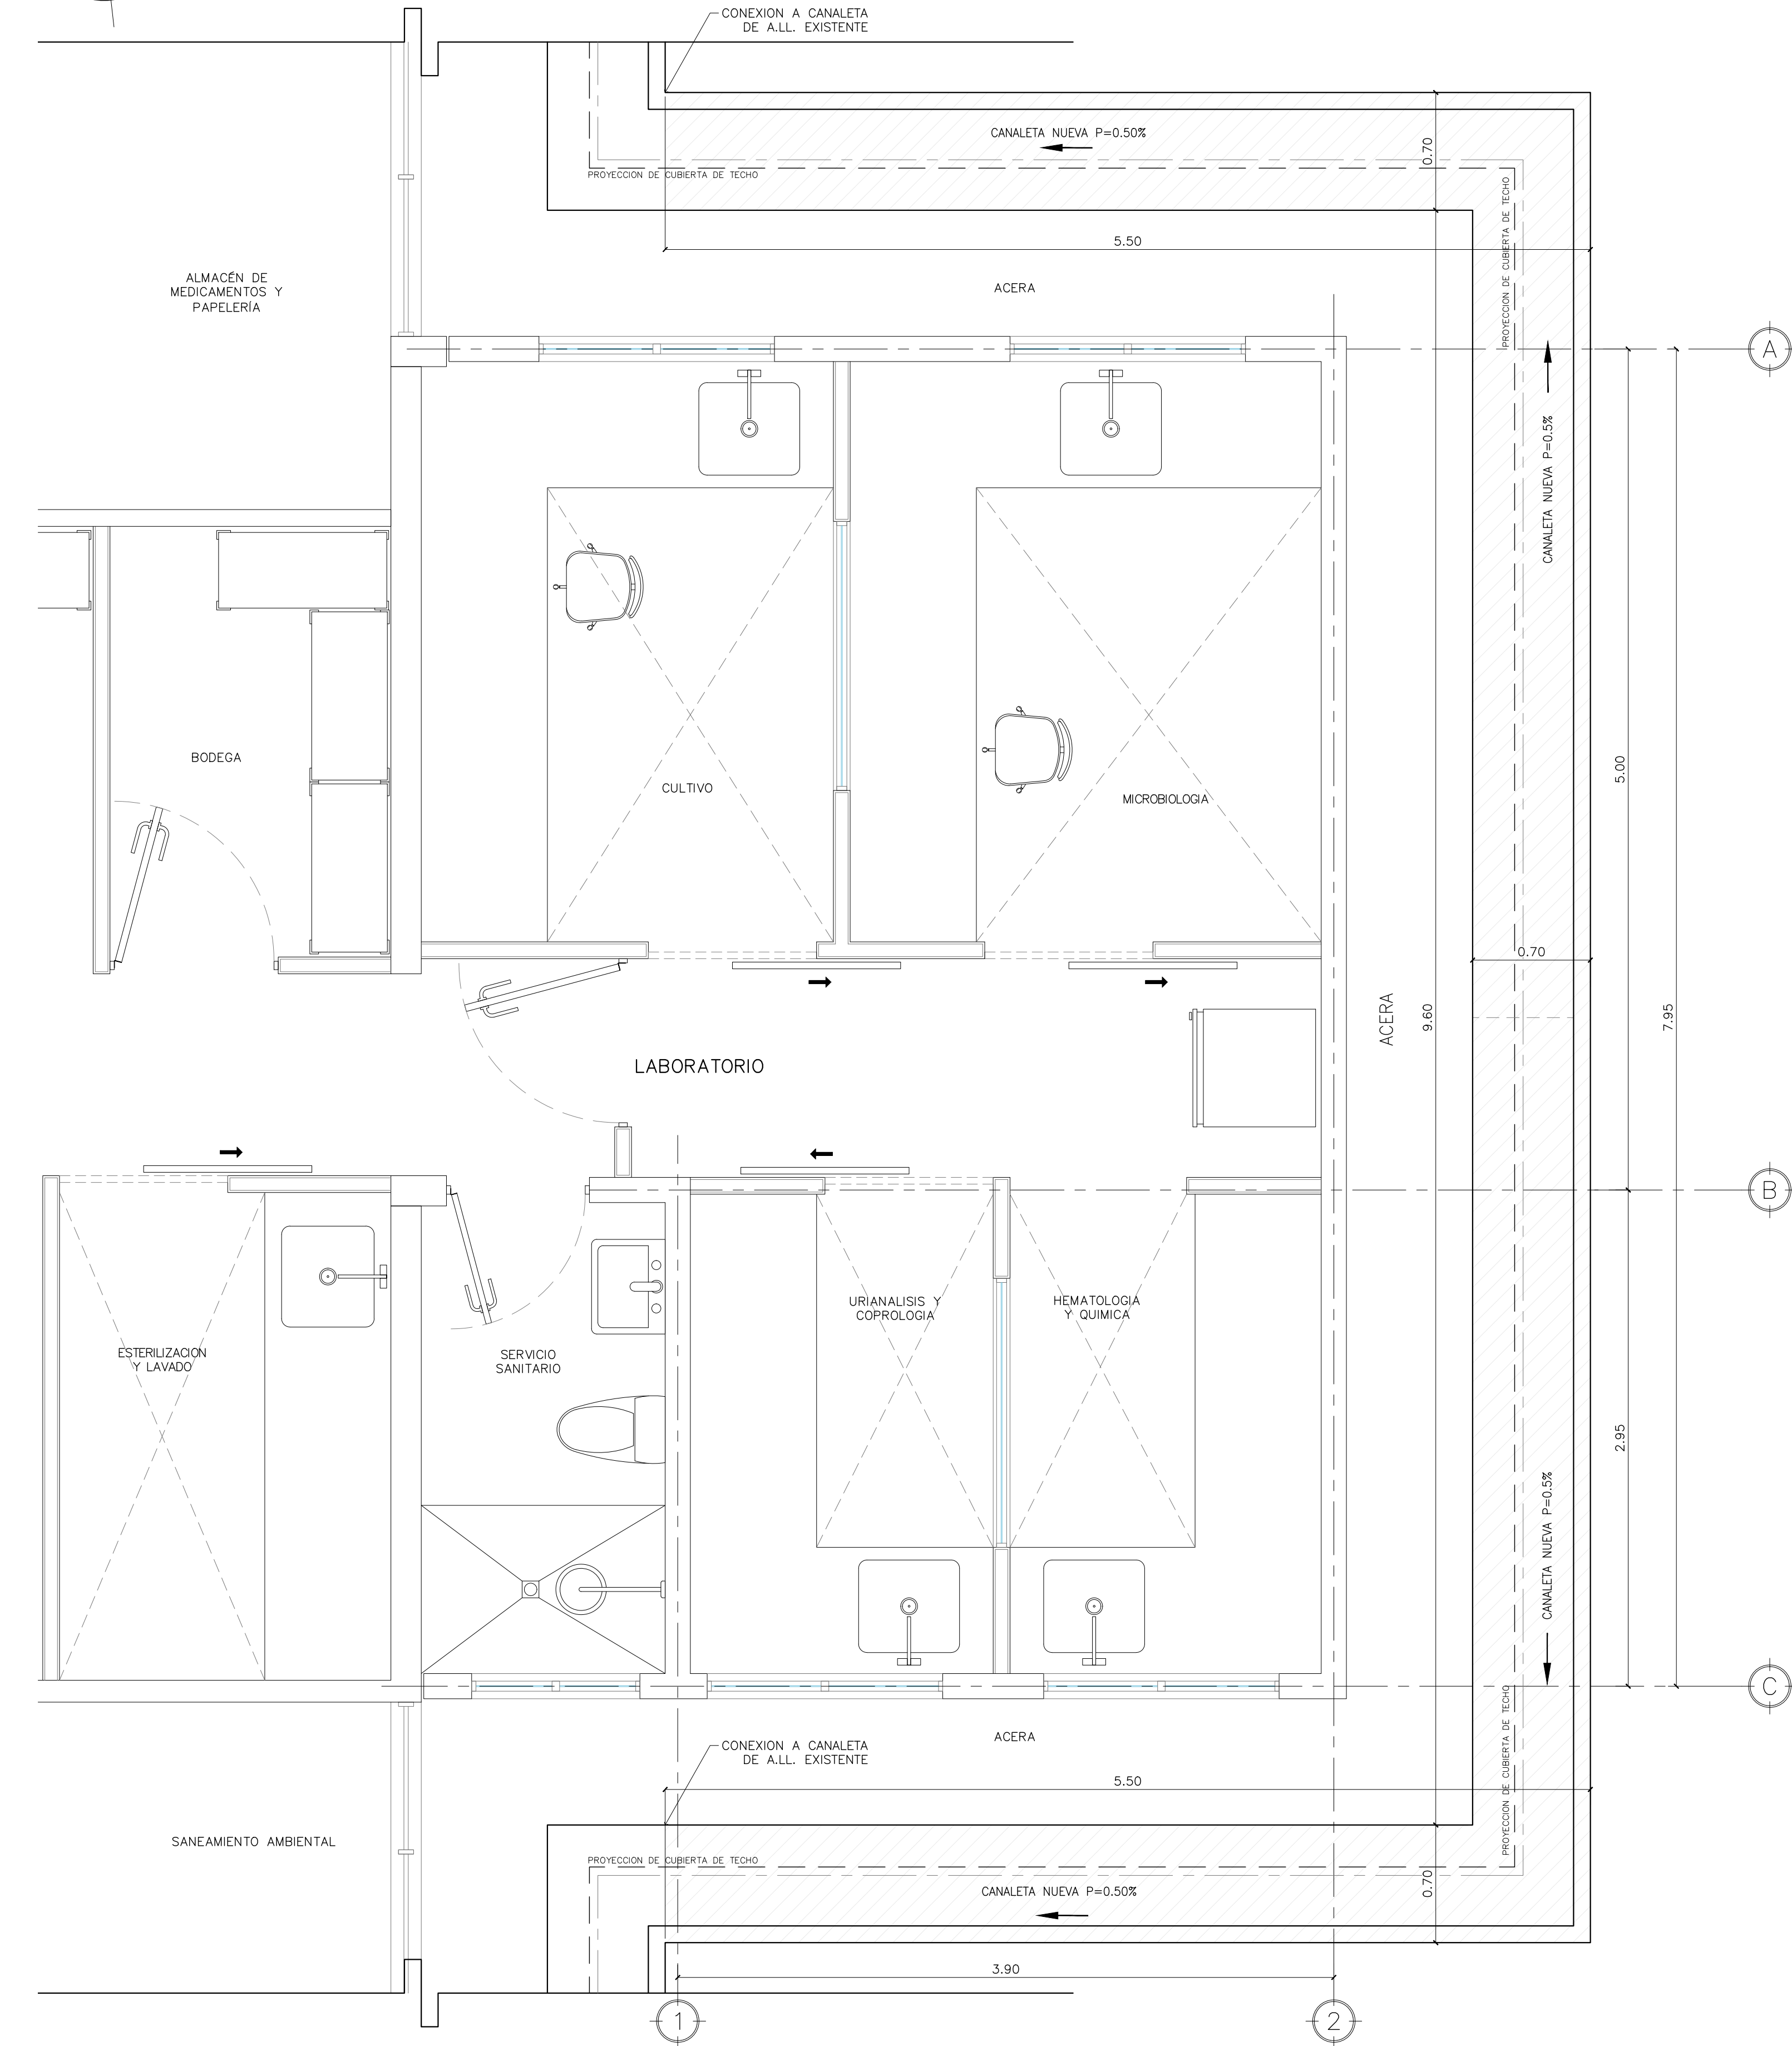 CONEXION A CANALETA
DE A.LL. EXISTENTE
CANALETA NUEVA P=0.50%
0.70
PROYECCION DE CUBIERTA DE TECHO
PROYECCION DE CUBIERTA DE TECHO
5.50
ALMACÉN DE
MEDICAMENTOS Y
PAPELERÍA
ACERA
A
CANALETA NUEVA P=0.5%
BODEGA
CULTIVO
MICROBIOLOGIA
5.00
0.70
ACERA
9.60
7.95
LABORATORIO
B
URIANALISIS Y
COPROLOGIA
HEMATOLOGIA
Y QUIMICA
ESTERILIZACION
Y LAVADO
SERVICIO
SANITARIO
2.95
CANALETA NUEVA P=0.5%
C
ACERA
CONEXION A CANALETA
DE A.LL. EXISTENTE
5.50
PROYECCION DE CUBIERTA DE TECHO
SANEAMIENTO AMBIENTAL
PROYECCION DE CUBIERTA DE TECHO
CANALETA NUEVA P=0.50%
0.70
3.90
1
2